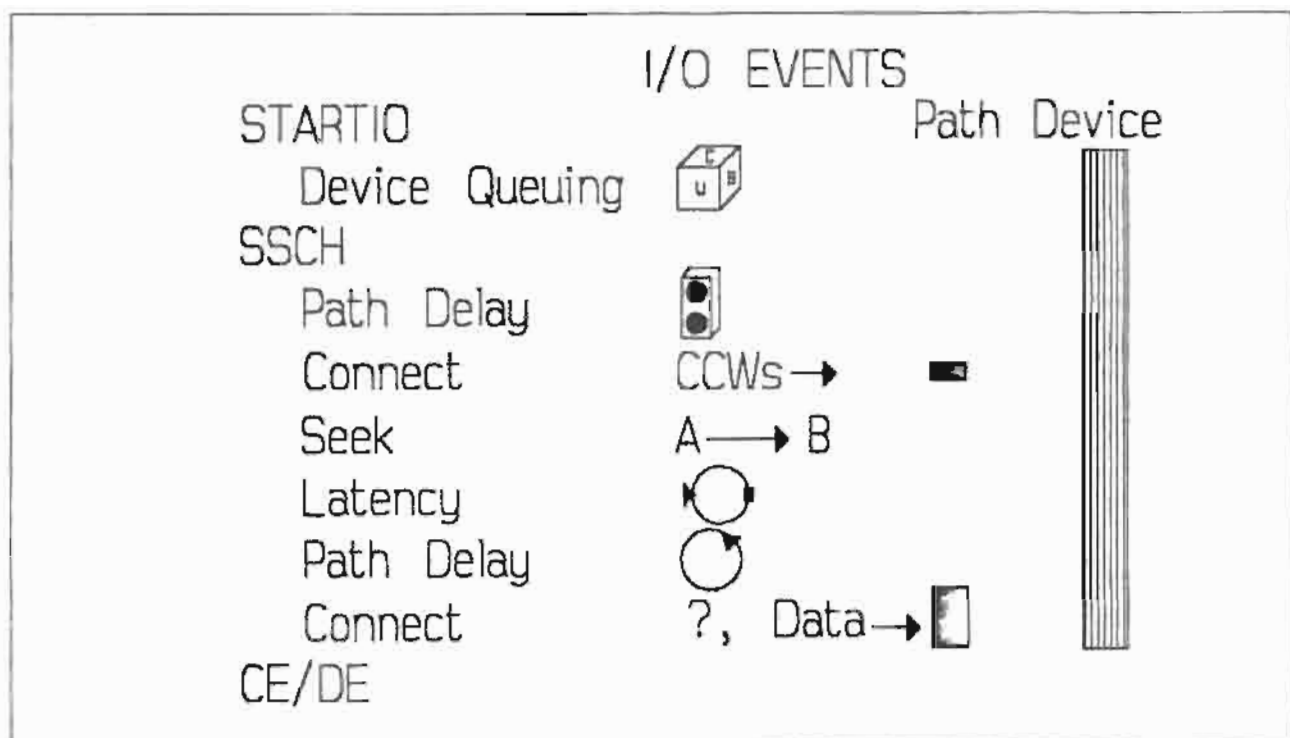 I/O EVENTS
STARTIO Path Device
Device Queuing C U B
SSCH
Path Delay
Connect CCWs
Seek A B
Latency
Path Delay
Connect ?, Data
CE/DE